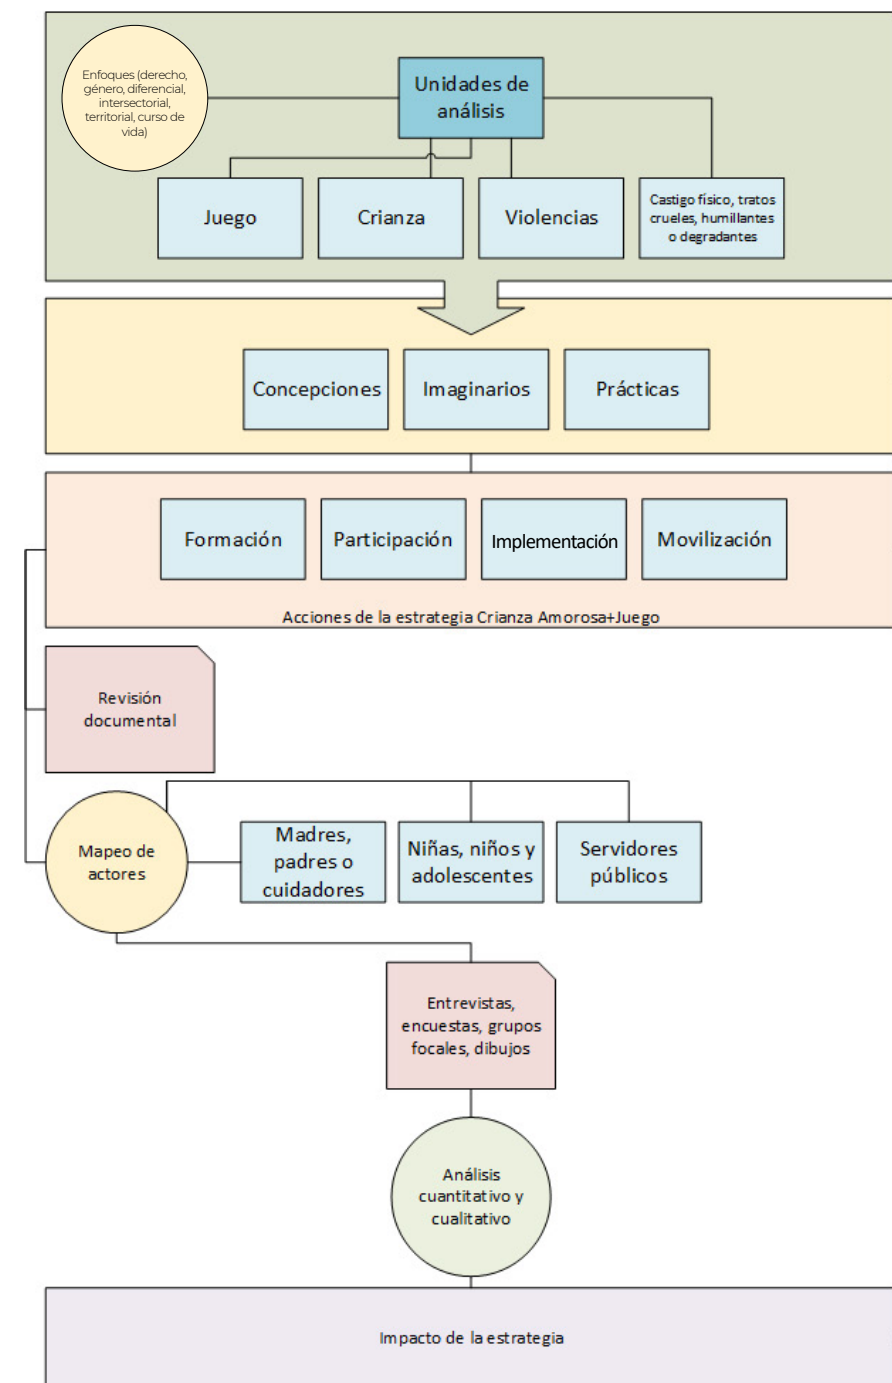 Enfoques (derecho,
género, diferencial,
intersectorial,
territorial, curso de
vida)
Unidades de
análisis
Juego
Crianza
Violencias
Castigo físico, tratos
crueles, humillantes
o degradantes
Concepciones
Imaginarios
Prácticas
Formación
Participación
Implementación
Movilización
Acciones de la estrategia Crianza Amorosa+Juego
Revisión
documental
Mapeo de
actores
Madres,
padres o
cuidadores
Niñas, niños y
adolescentes
Servidores
públicos
Entrevistas,
encuestas, grupos
focales, dibujos
Análisis
cuantitativo y
cualitativo
Impacto de la estrategia